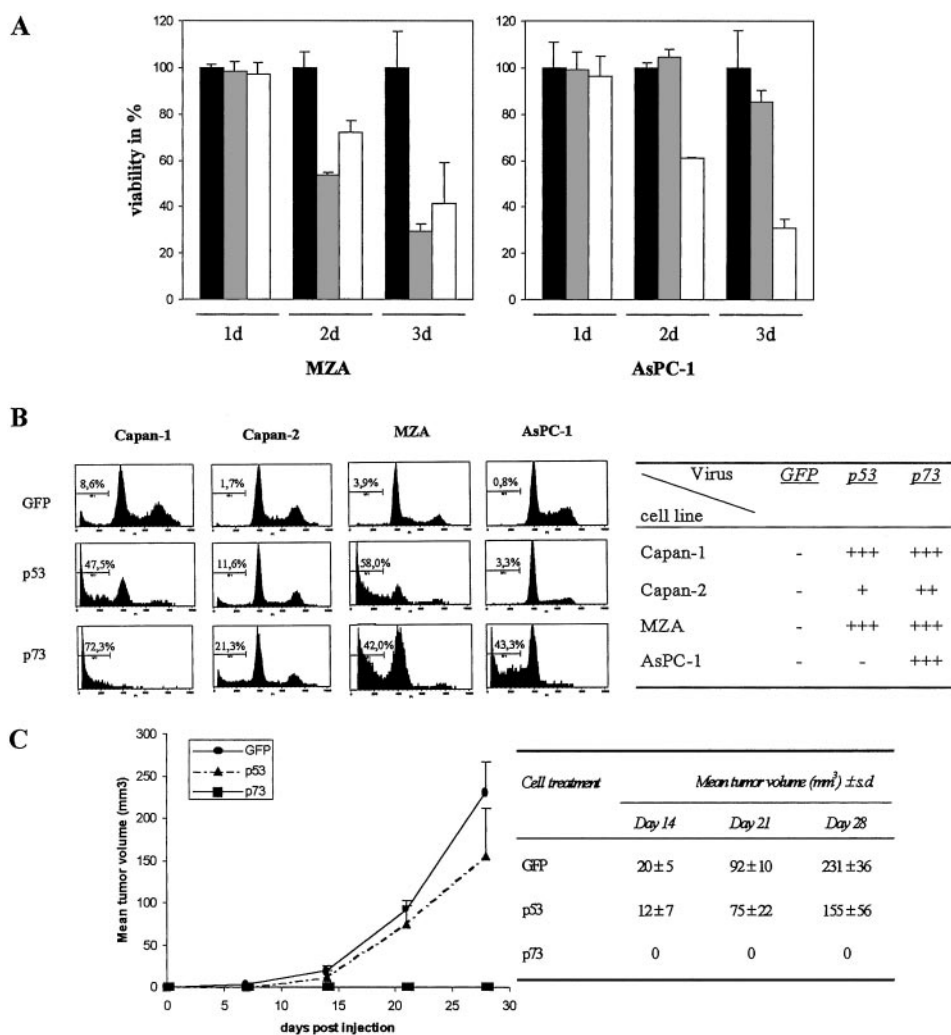 A
viability in %
120
100
80
60
40
20
0
1d 2d 3d
MZA
120
100
80
60
40
20
0
1d 2d 3d
AsPC-1
B
Capan-1 Capan-2 MZA AsPC-1
GFP
8,6% 1,7% 3,9% 0,8%
p53
47,5% 11,6% 58,0% 3,3%
p73
72,3% 21,3% 42,0% 43,3%
Virus GFP p53 p73
cell line
Capan-1 - +++ +++
Capan-2 - + ++
MZA - +++ +++
AsPC-1 - - +++
C
Mean tumor volume (mm3)
300
250
200
150
100
50
0
GFP
p53
p73
0 5 10 15 20 25 30
days post injection
Cell treatment Mean tumor volume (mm³) ±s.d
Day 14 Day 21 Day 28
GFP 20±5 92±10 231±36
p53 12±7 75±22 155±56
p73 0 0 0